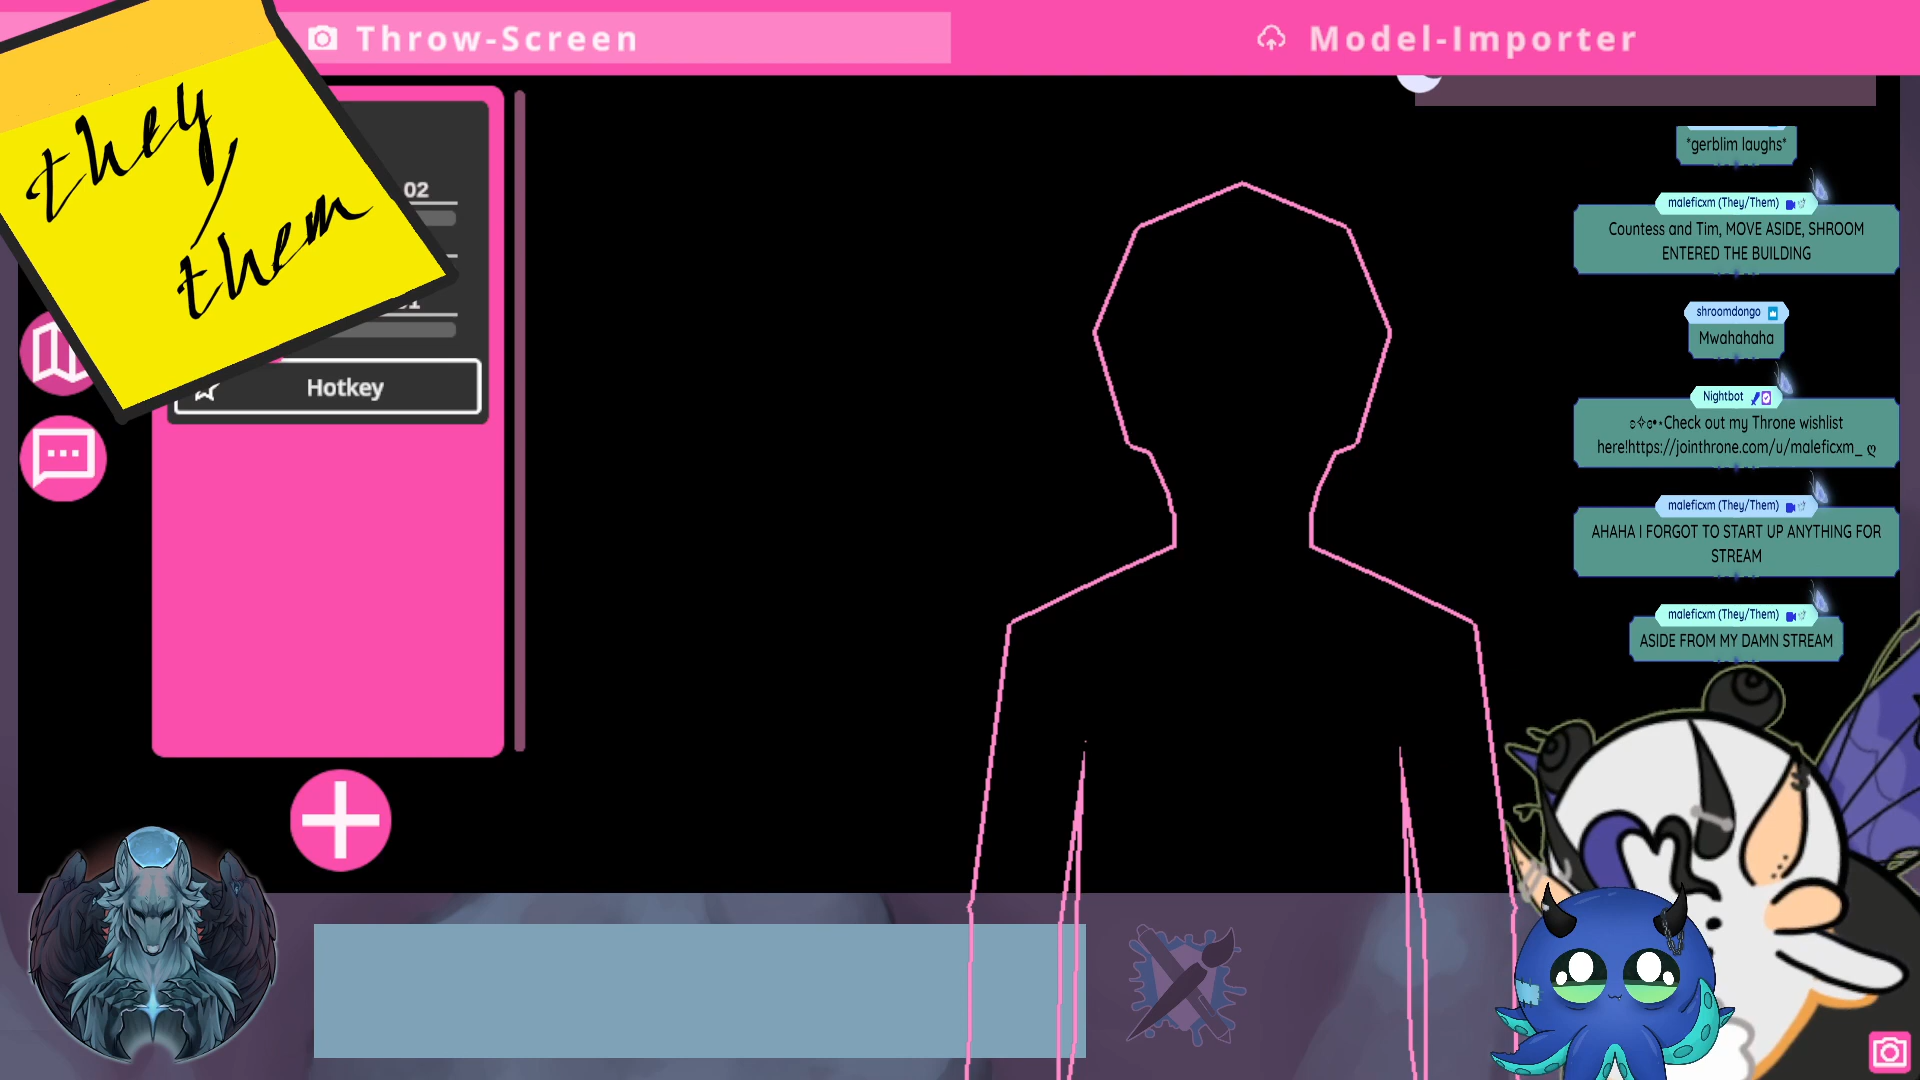 Throw-Screen
Model-Importer
they/
them
02
Hotkey
*gerblim laughs*
maleficxm (They/Them)
Countess and Tim, MOVE ASIDE, SHROOM
ENTERED THE BUILDING
shroomdongo
Mwahahaha
Nightbot
Check out my Throne wishlist
here!https://jointhrone.com/u/maleficxm_ ღ
maleficxm (They/Them)
AHAHA I FORGOT TO START UP ANYTHING FOR
STREAM
maleficxm (They/Them)
ASIDE FROM MY DAMN STREAM